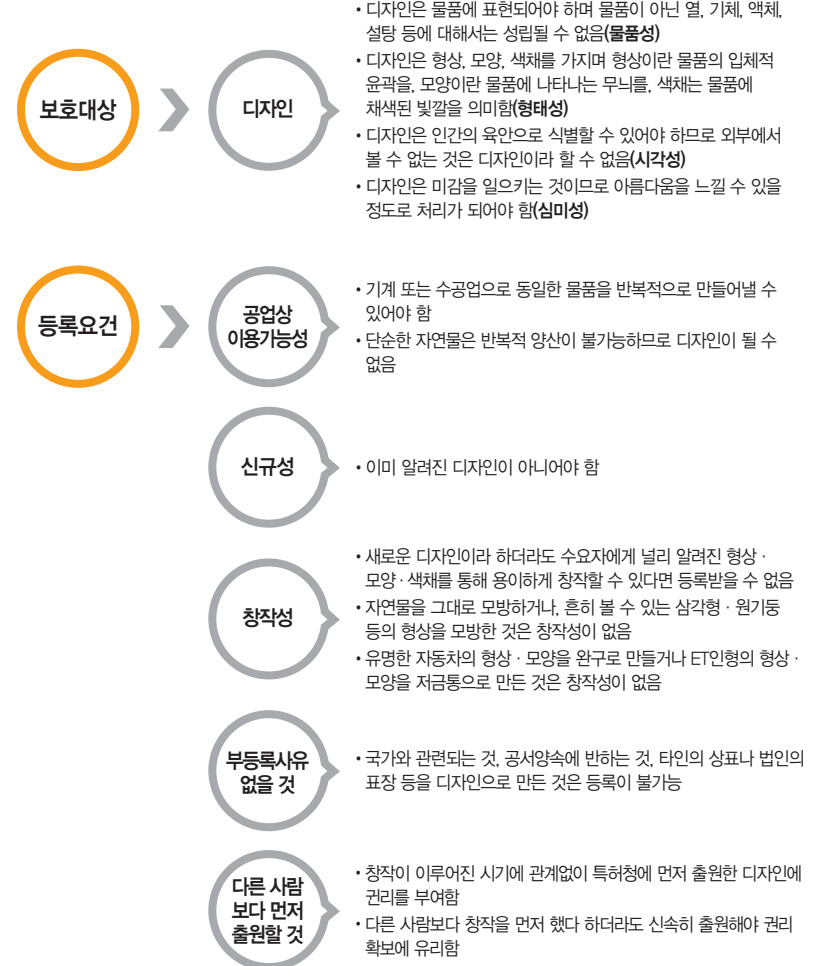 보호대상
디자인
• 디자인은 물품에 표현되어야 하며 물품이 아닌 열, 기체, 액체,
설탕 등에 대해서는 성립될 수 없음(물품성)
• 디자인은 형상, 모양, 색채를 가지며 형상이란 물품의 입체적
윤곽을, 모양이란 물품에 나타나는 무늬를, 색채는 물품에
채색된 빛깔을 의미함(형태성)
• 디자인은 인간의 육안으로 식별할 수 있어야 하므로 외부에서
볼 수 없는 것은 디자인이라 할 수 없음(시각성)
• 디자인은 미감을 일으키는 것이므로 아름다움을 느낄 수 있을
정도로 처리가 되어야 함(심미성)
등록요건
공업상
이용가능성
• 기계 또는 수공업으로 동일한 물품을 반복적으로 만들어낼 수
있어야 함
• 단순한 자연물은 반복적 양산이 불가능하므로 디자인이 될 수
없음
신규성
• 이미 알려진 디자인이 아니어야 함
창작성
• 새로운 디자인이라 하더라도 수요자에게 널리 알려진 형상 ·
모양 · 색채를 통해 용이하게 창작할 수 있다면 등록받을 수 없음
• 자연물을 그대로 모방하거나, 흔히 볼 수 있는 삼각형 · 원기둥
등의 형상을 모방한 것은 창작성이 없음
• 유명한 자동차의 형상 · 모양을 완구로 만들거나 ET인형의 형상 ·
모양을 저금통으로 만든 것은 창작성이 없음
부등록사유
없을 것
• 국가와 관련되는 것, 공서양속에 반하는 것, 타인의 상표나 법인의
표장 등을 디자인으로 만든 것은 등록이 불가능
다른 사람
보다 먼저
출원할 것
• 창작이 이루어진 시기에 관계없이 특허청에 먼저 출원한 디자인에
권리를 부여함
• 다른 사람보다 창작을 먼저 했다 하더라도 신속히 출원해야 권리
확보에 유리함